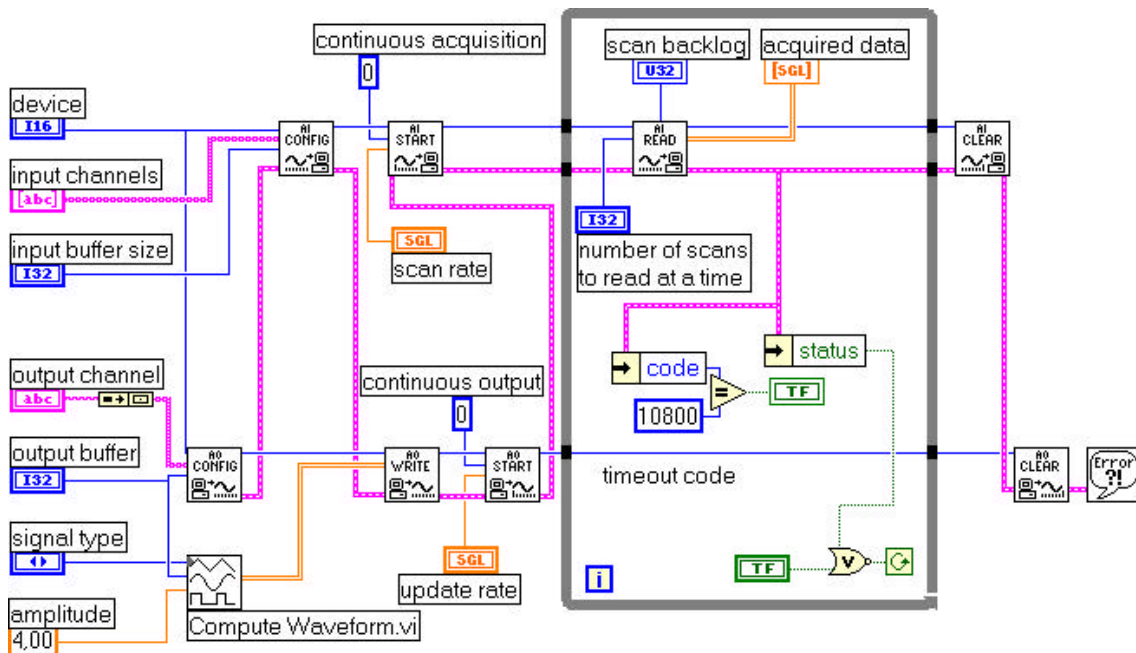 continuous acquisition
0
scan backlog
U32
acquired data
[SGL]
device
I16
AI
CONFIG
AI
START
AI
READ
AI
CLEAR
input channels
[abc]
input buffer size
I32
SGL
scan rate
I32
number of scans
to read at a time
code
status
10800
=
TF
output channel
abc
continuous output
0
output buffer
I32
AO
CONFIG
AO
WRITE
AO
START
timeout code
AO
CLEAR
Error
?!
signal type
SGL
update rate
TF
V
i
amplitude
4,00
Compute Waveform.vi